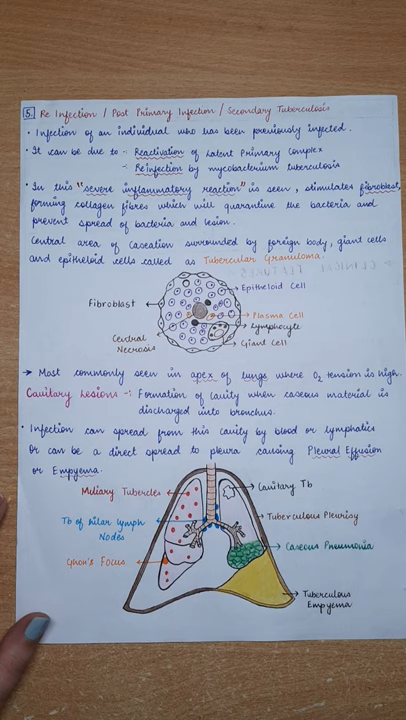 5. Re Infection / Post Primary Infection / Secondary Tuberculosis
• Infection of an individual who has been previously infected.
• It can be due to - Reactivation of Latent Primary Complex
- ReInfection by mycobacterium tuberculosis
• In this "severe inflammatory reaction" is seen, stimulates fibroblast,
forming collagen fibres which will quarantine the bacteria and
prevent spread of bacteria and lesion.
Central area of Caseation surrounded by foreign body, giant cells
and epitheloid cells called as Tubercular Granuloma.
Epitheloid Cell
Fibroblast
Plasma Cell
Lymphocyte
Central
Necrosis
Giant Cell
→ Most commonly seen in apex of lungs where O2 tension is high.
Cavitary Lesions -: Formation of cavity when caseous material is
discharged into bronchus.
• Infection can spread from this cavity by blood or lymphatics
Or can be a direct spread to pleura causing Pleural Effusion
or Empyema.
Miliary Tubercles
Cavitary Tb
Tb of hilar lymph
Nodes
Tuberculous Pleurisy
Caseous Pneumonia
Ghon's Focus
Tuberculous
Empyema